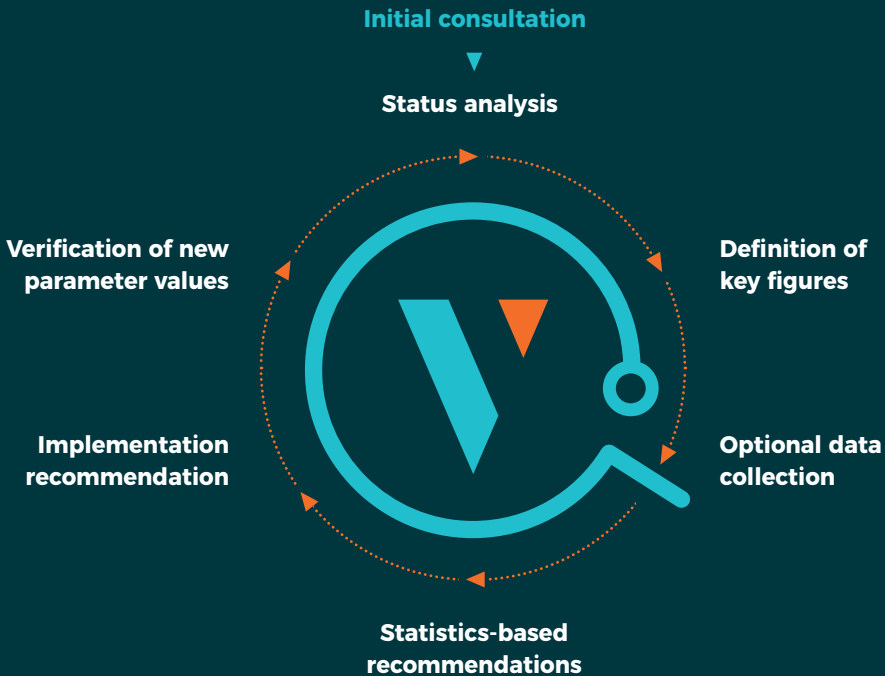 Initial consultation
Status analysis
Definition of
key figures
Optional data
collection
Statistics-based
recommendations
Implementation
recommendation
Verification of new
parameter values